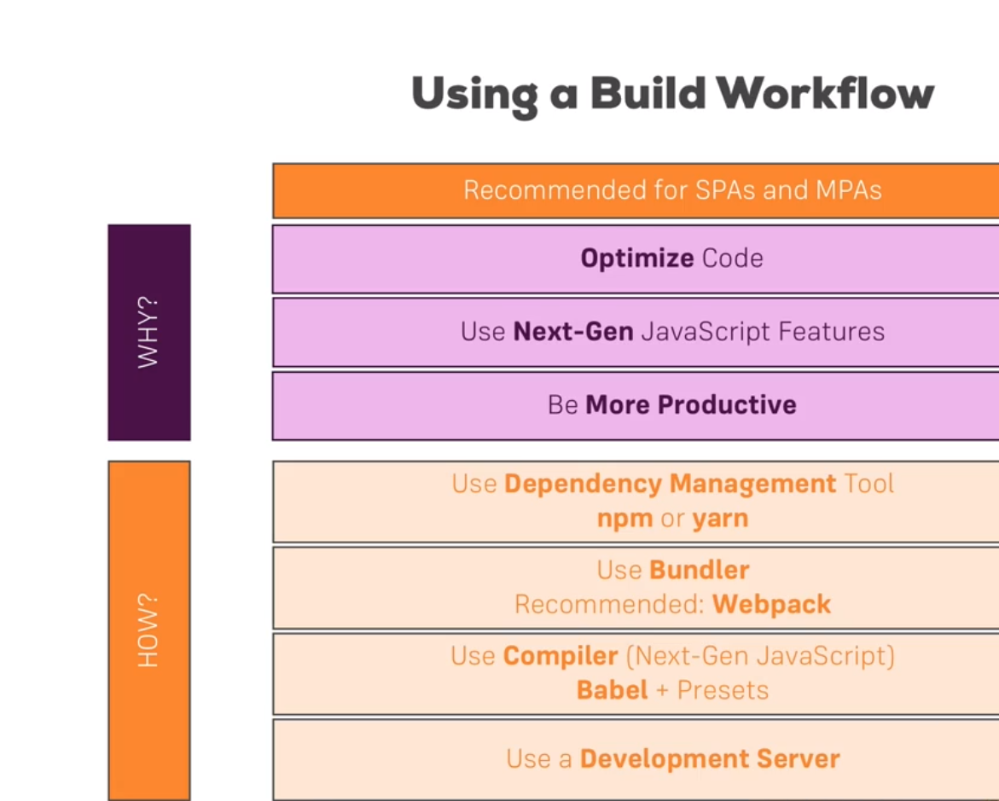 Using a Build Workflow
Recommended for SPAs and MPAs
WHY?
Optimize Code
Use Next-Gen JavaScript Features
Be More Productive
HOW?
Use Dependency Management Tool
npm or yarn
Use Bundler
Recommended: Webpack
Use Compiler (Next-Gen JavaScript)
Babel + Presets
Use a Development Server